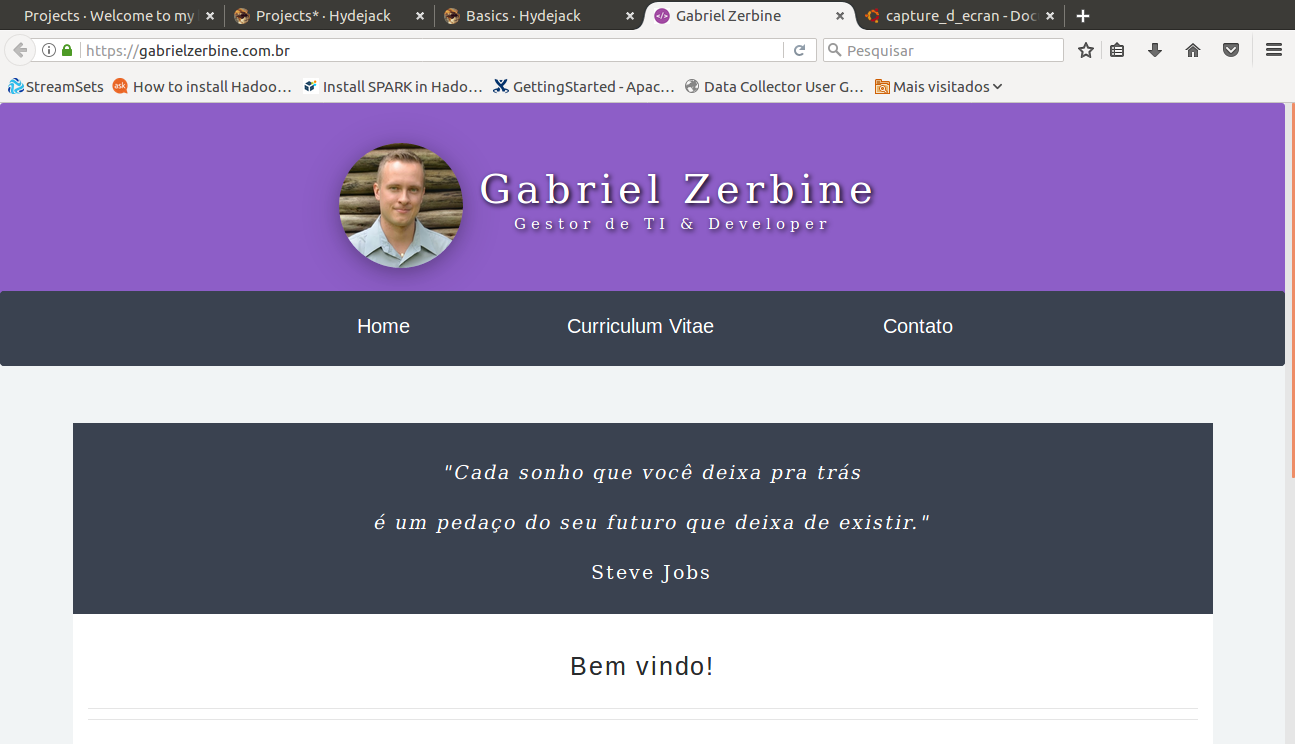 Projects · Welcome to my
Projects* · Hydejack
Basics · Hydejack
Gabriel Zerbine
capture_d_ecran - Doc
https://gabrielzerbine.com.br
Pesquisar
StreamSets
How to install Hadoo...
Install SPARK in Hado...
GettingStarted - Apac...
Data Collector User G...
Mais visitados
Gabriel Zerbine
Gestor de TI & Developer
Home
Curriculum Vitae
Contato
"Cada sonho que você deixa pra trás
é um pedaço do seu futuro que deixa de existir."
Steve Jobs
Bem vindo!